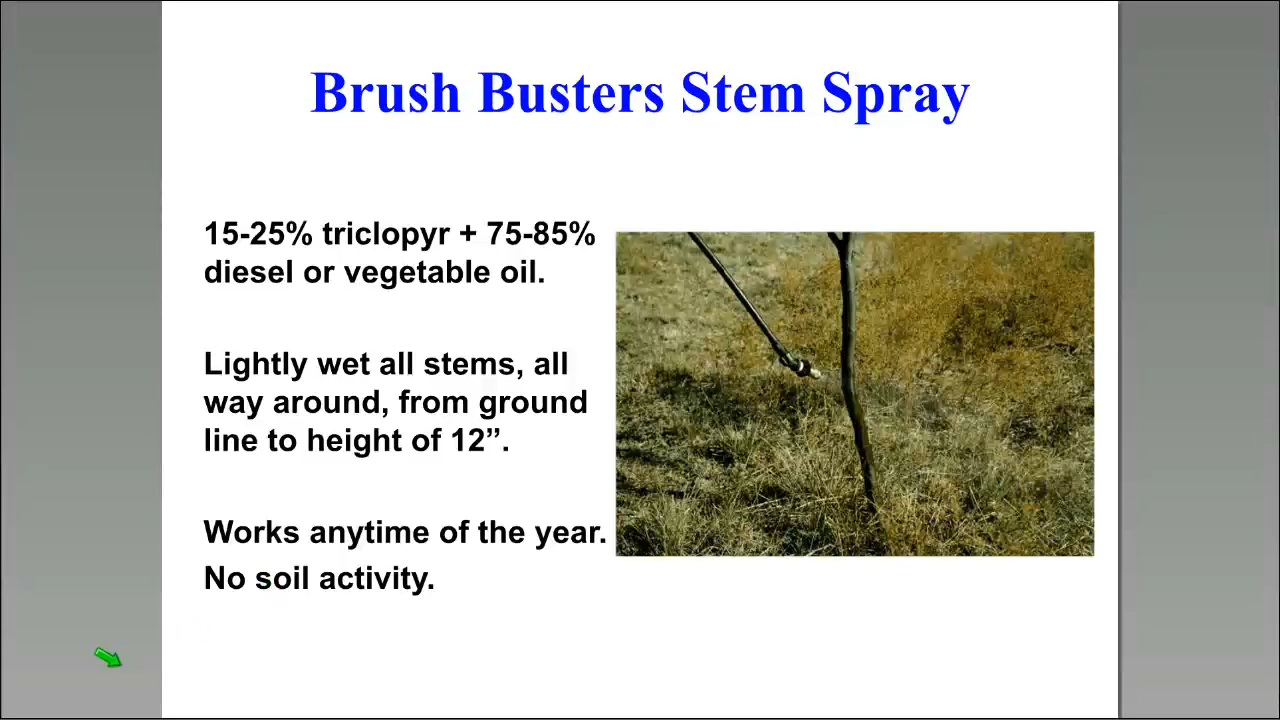 Brush Busters Stem Spray
15-25% triclopyr + 75-85%
diesel or vegetable oil.
Lightly wet all stems, all
way around, from ground
line to height of 12”.
Works anytime of the year.
No soil activity.